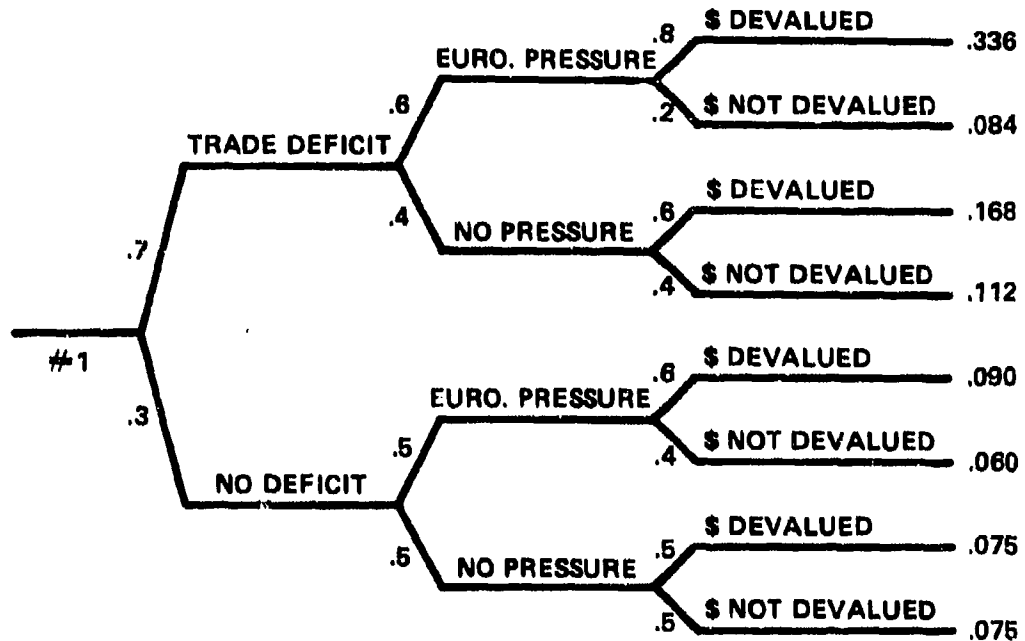 $ DEVALUED
.8
.336
EURO. PRESSURE
.6
.2
$ NOT DEVALUED
.084
TRADE DEFICIT
.7
.4
NO PRESSURE
.6
$ DEVALUED
.168
.4
$ NOT DEVALUED
.112
#1
.3
NO DEFICIT
.5
EURO. PRESSURE
.6
$ DEVALUED
.090
.4
$ NOT DEVALUED
.060
.5
NO PRESSURE
.5
$ DEVALUED
.075
.5
$ NOT DEVALUED
.075